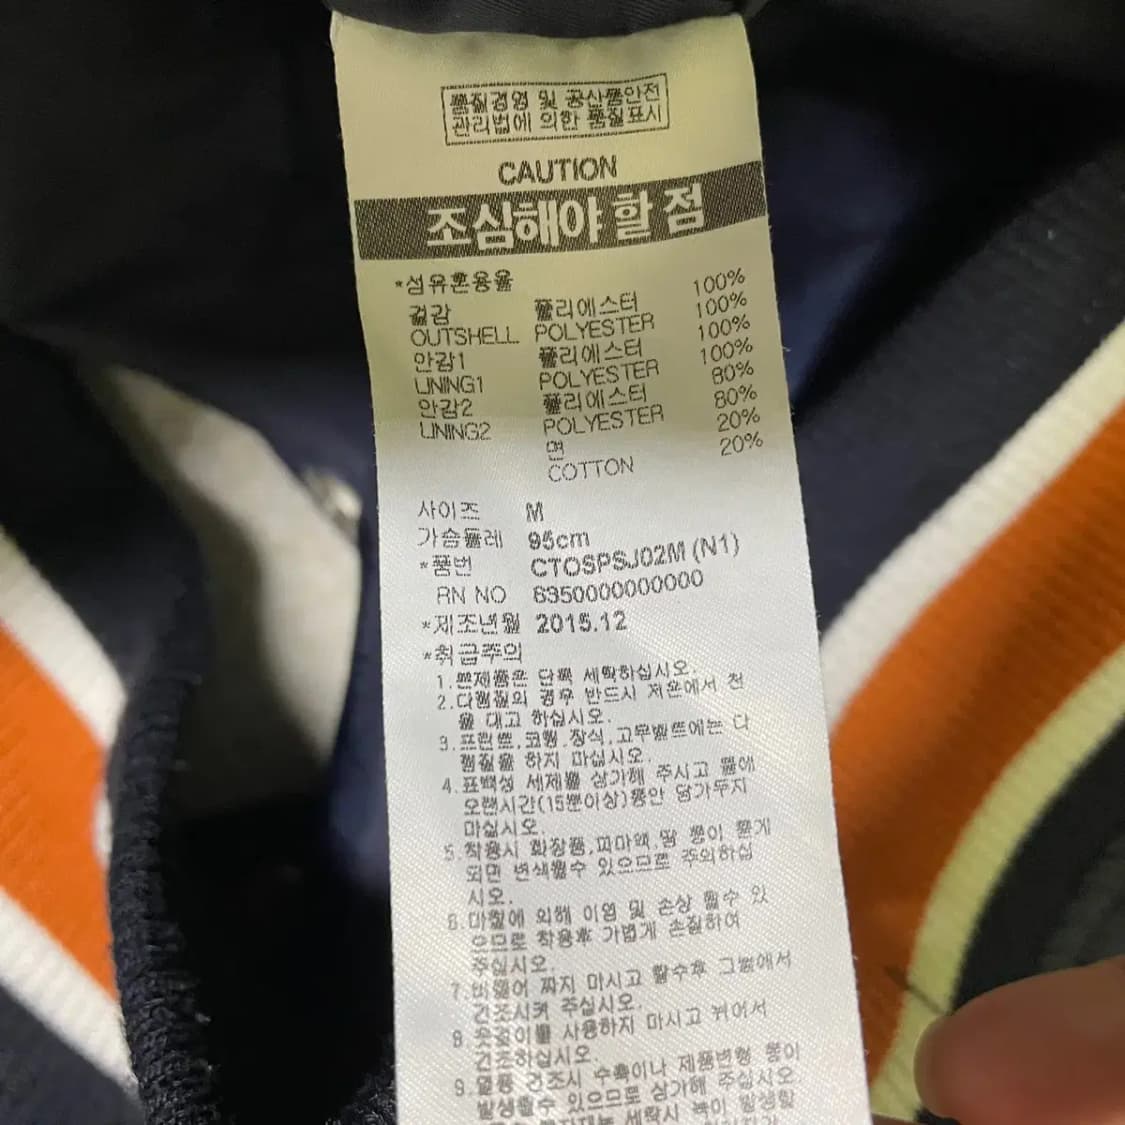 품질경영 및 공산품안전
관리법에 의한 품질표시
CAUTION
조심해야 할 점
*섬유혼용율 100%
겉감 폴리에스터 100%
OUTSHELL POLYESTER 100%
안감1 폴리에스터 100%
LINING1 POLYESTER 80%
안감2 폴리에스터 80%
LINING2 POLYESTER 20%
면 20%
COTTON
사이즈 M
가슴둘레 95cm
*품번 CTOSPSJ02M (N1)
RN NO 6350000000000
*제조년월 2015.12
*취급주의
1.본제품은 단독 세탁하십시오.
2.다림질의 경우 반드시 저온에서 천
을 대고 하십시오.
3.프린트,코팅,장식,고무벨트에는 다
림질을 하지 마십시오.
4.표백성 세제를 삼가해 주시고 물에
오랜시간(15분이상)동안 담가두지
마십시오.
5.착용시 화장품,파마액,땀 등이 묻게
되면 변색될수 있으므로 주의하십
시오.
6.마찰에 의해 이염 및 손상 될수 있
으므로 착용후 가볍게 손질하여
주십시오.
7.비틀어 짜지 마시고 탈수후 그늘에서
건조시켜 주십시오.
8.옷걸이를 사용하지 마시고 뉘어서
건조하십시오.
9.열풍 건조시 수축이나 제품변형 등이
발생될수 있으므로 삼가해 주십시오.
세탁시 녹이 발생할